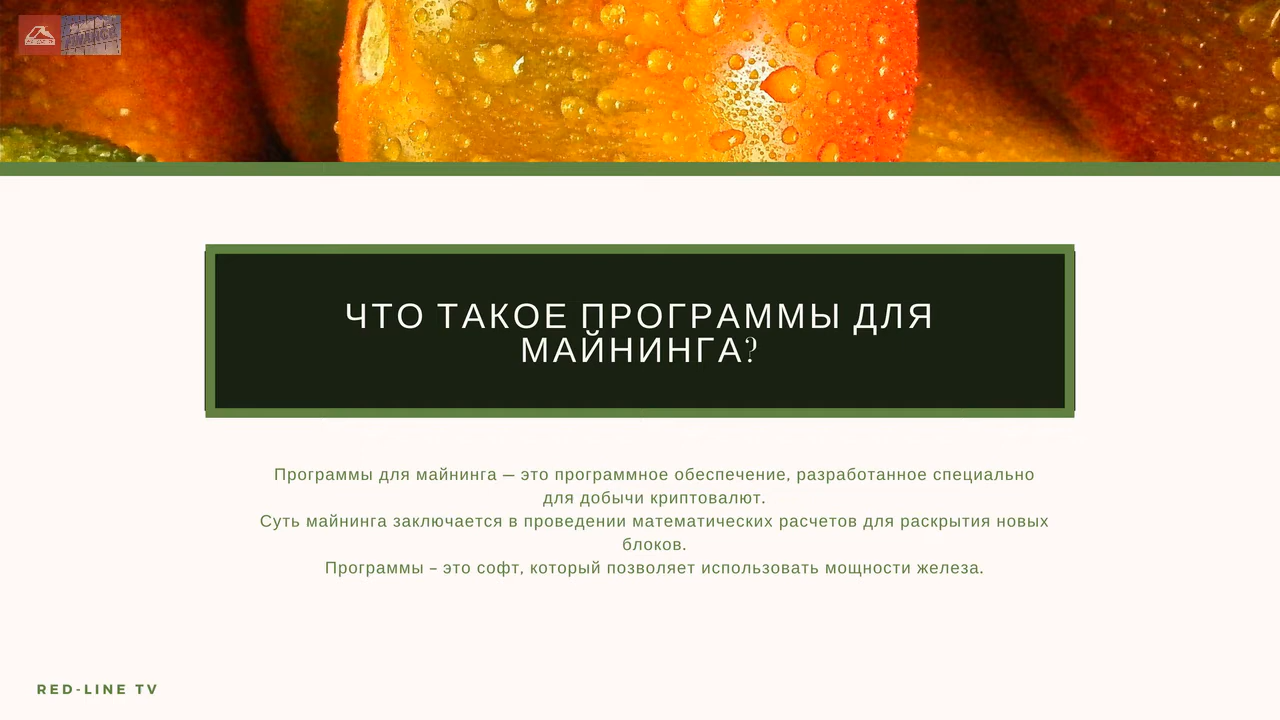 FINANCE
ЧТО ТАКОЕ ПРОГРАММЫ ДЛЯ
МАЙНИНГА?
Программы для майнинга — это программное обеспечение, разработанное специально
для добычи криптовалют.
Суть майнинга заключается в проведении математических расчетов для раскрытия новых
блоков.
Программы – это софт, который позволяет использовать мощности железа.
RED-LINE TV